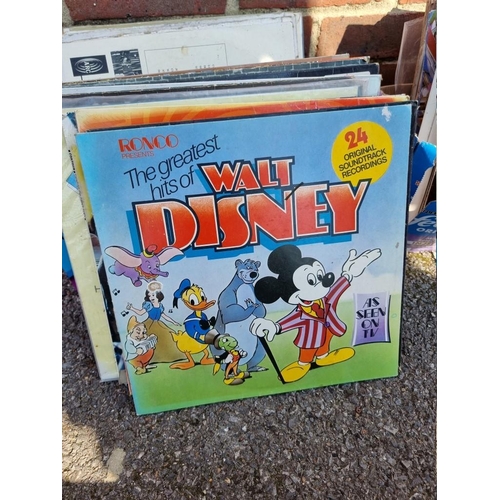 RONCO
PRESENTS
The greatest
hits of WALT
DISNEY
24
ORIGINAL
SOUNDTRACK
RECORDINGS
AS
SEEN
ON
TV